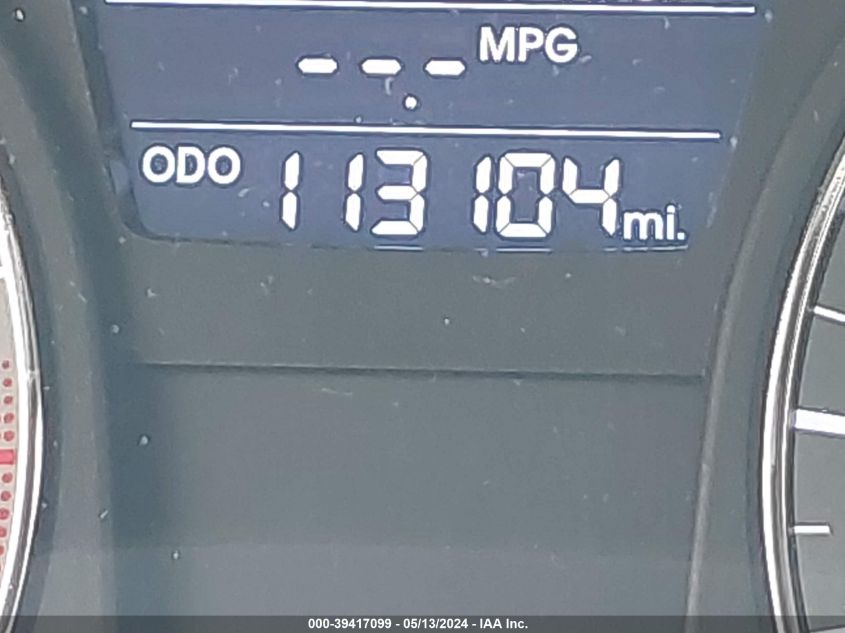 --.- MPG
ODO 113104 mi.
000-39417099 - 05/13/2024 - IAA Inc.